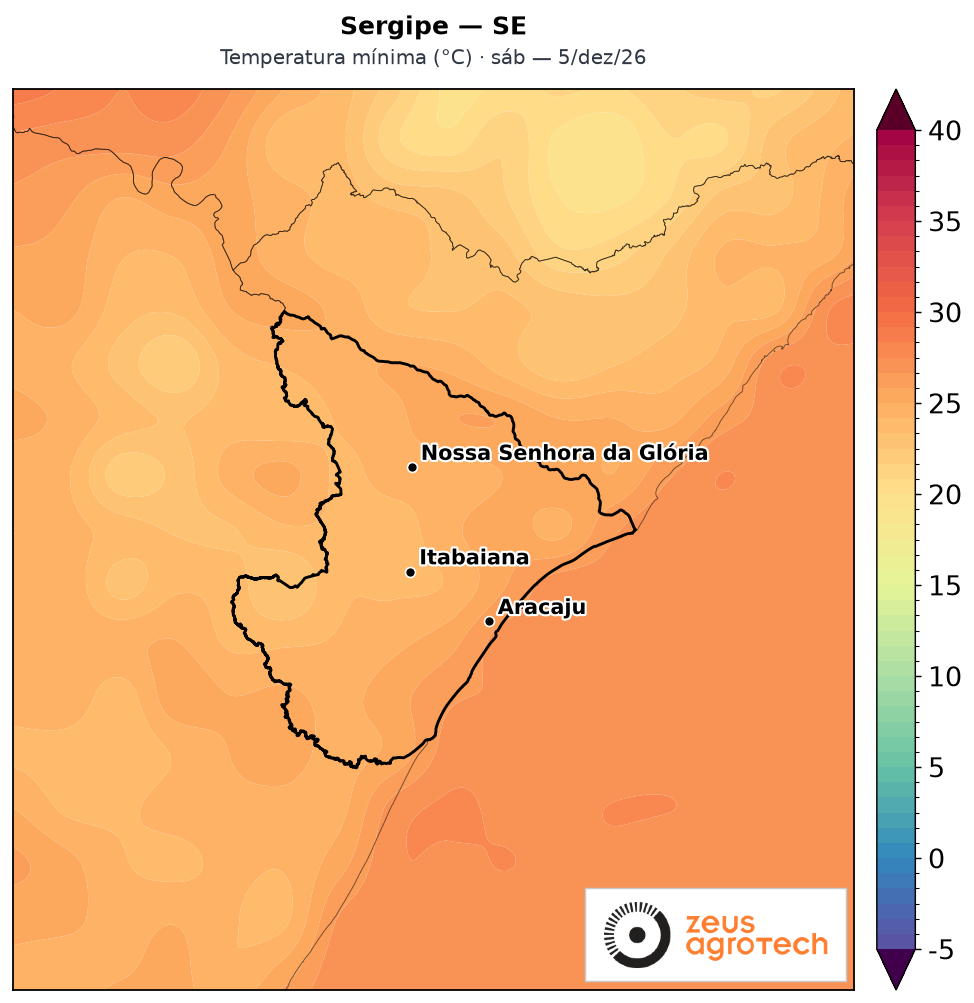 Sergipe — SE
Temperatura mínima (°C) · sáb — 5/dez/26
40
35
30
25
20
15
10
5
0
-5
Nossa Senhora da Glória
Itabaiana
Aracaju
zeus
agrotech